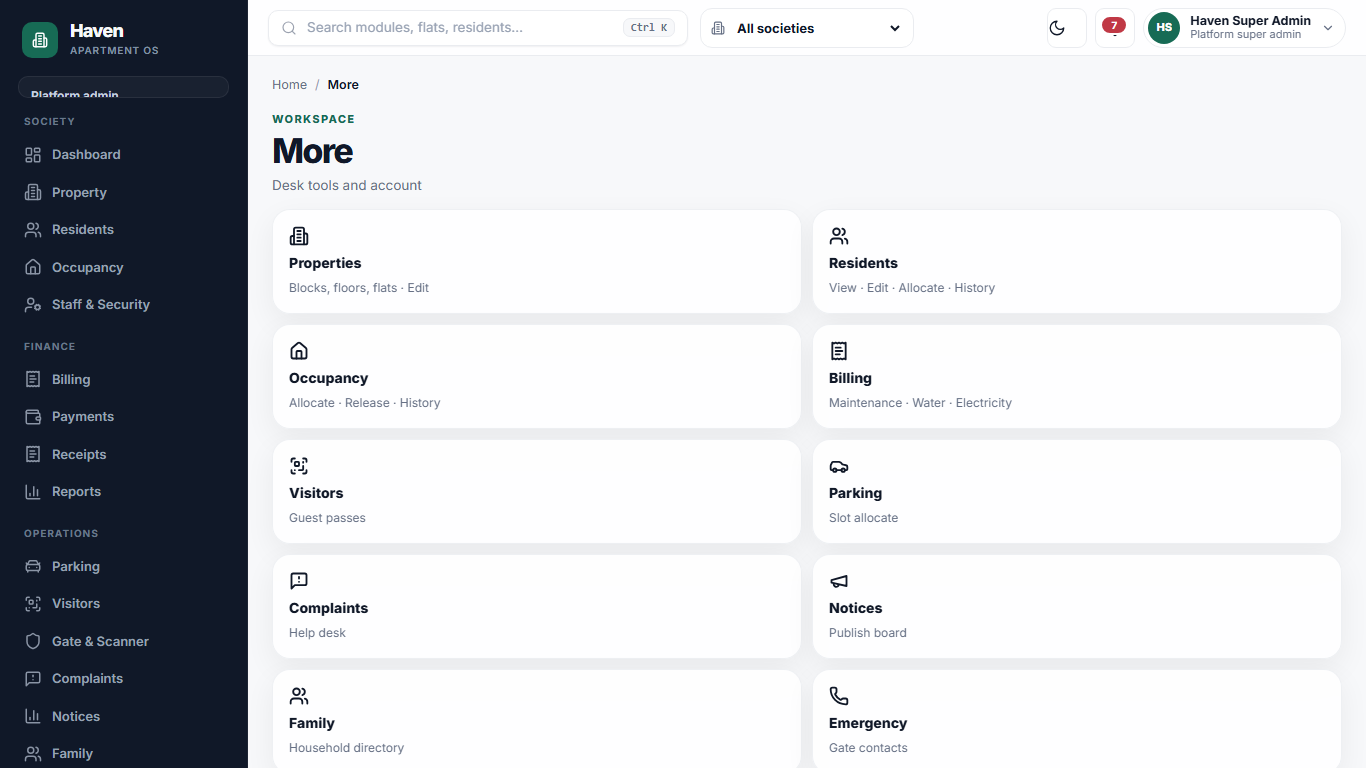 Haven
APARTMENT OS
Platform admin
SOCIETY
Dashboard
Property
Residents
Occupancy
Staff & Security
FINANCE
Billing
Payments
Receipts
Reports
OPERATIONS
Parking
Visitors
Gate & Scanner
Complaints
Notices
Family
Search modules, flats, residents...
Ctrl K
All societies
7
HS
Haven Super Admin
Platform super admin
Home / More
WORKSPACE
More
Desk tools and account
Properties
Blocks, floors, flats · Edit
Residents
View · Edit · Allocate · History
Occupancy
Allocate · Release · History
Billing
Maintenance · Water · Electricity
Visitors
Guest passes
Parking
Slot allocate
Complaints
Help desk
Notices
Publish board
Family
Household directory
Emergency
Gate contacts